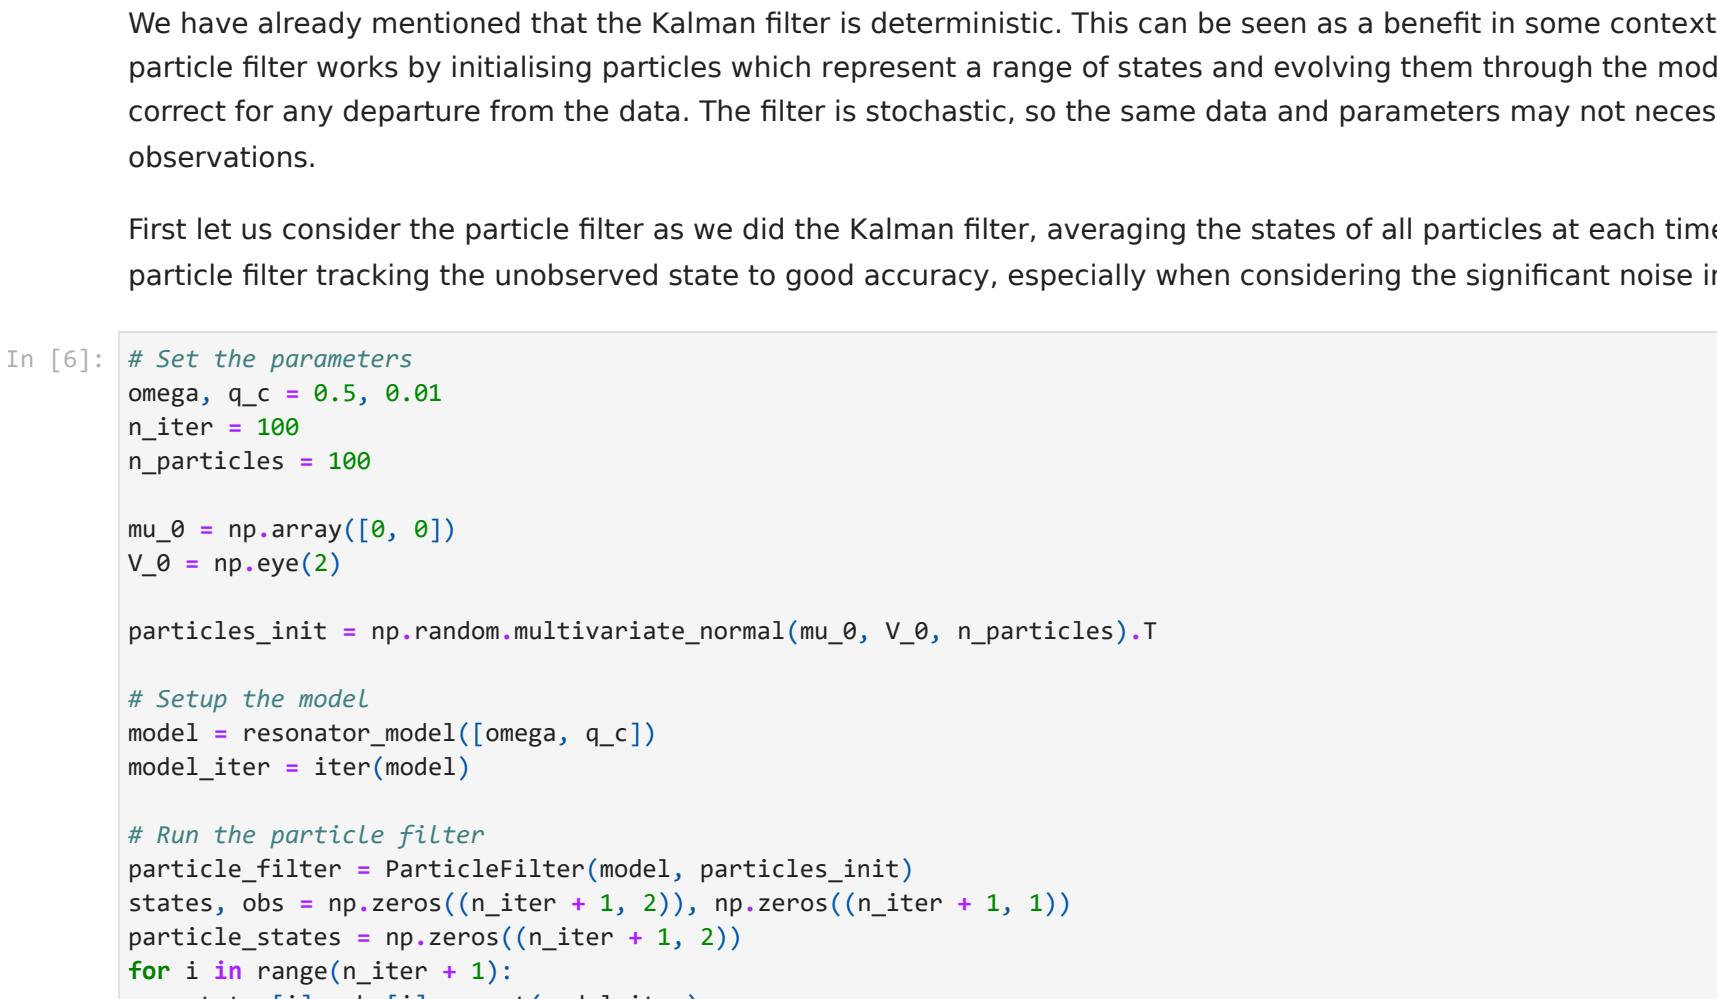 We have already mentioned that the Kalman filter is deterministic. This can be seen as a benefit in some context
particle filter works by initialising particles which represent a range of states and evolving them through the mod
correct for any departure from the data. The filter is stochastic, so the same data and parameters may not neces
observations.
First let us consider the particle filter as we did the Kalman filter, averaging the states of all particles at each time
particle filter tracking the unobserved state to good accuracy, especially when considering the significant noise in
In [6]:
# Set the parameters
omega, q_c = 0.5, 0.01
n_iter = 100
n_particles = 100
mu_0 = np.array([0, 0])
V_0 = np.eye(2)
particles_init = np.random.multivariate_normal(mu_0, V_0, n_particles).T
# Setup the model
model = resonator_model([omega, q_c])
model_iter = iter(model)
# Run the particle filter
particle_filter = ParticleFilter(model, particles_init)
states, obs = np.zeros((n_iter + 1, 2)), np.zeros((n_iter + 1, 1))
particle_states = np.zeros((n_iter + 1, 2))
for i in range(n_iter + 1):